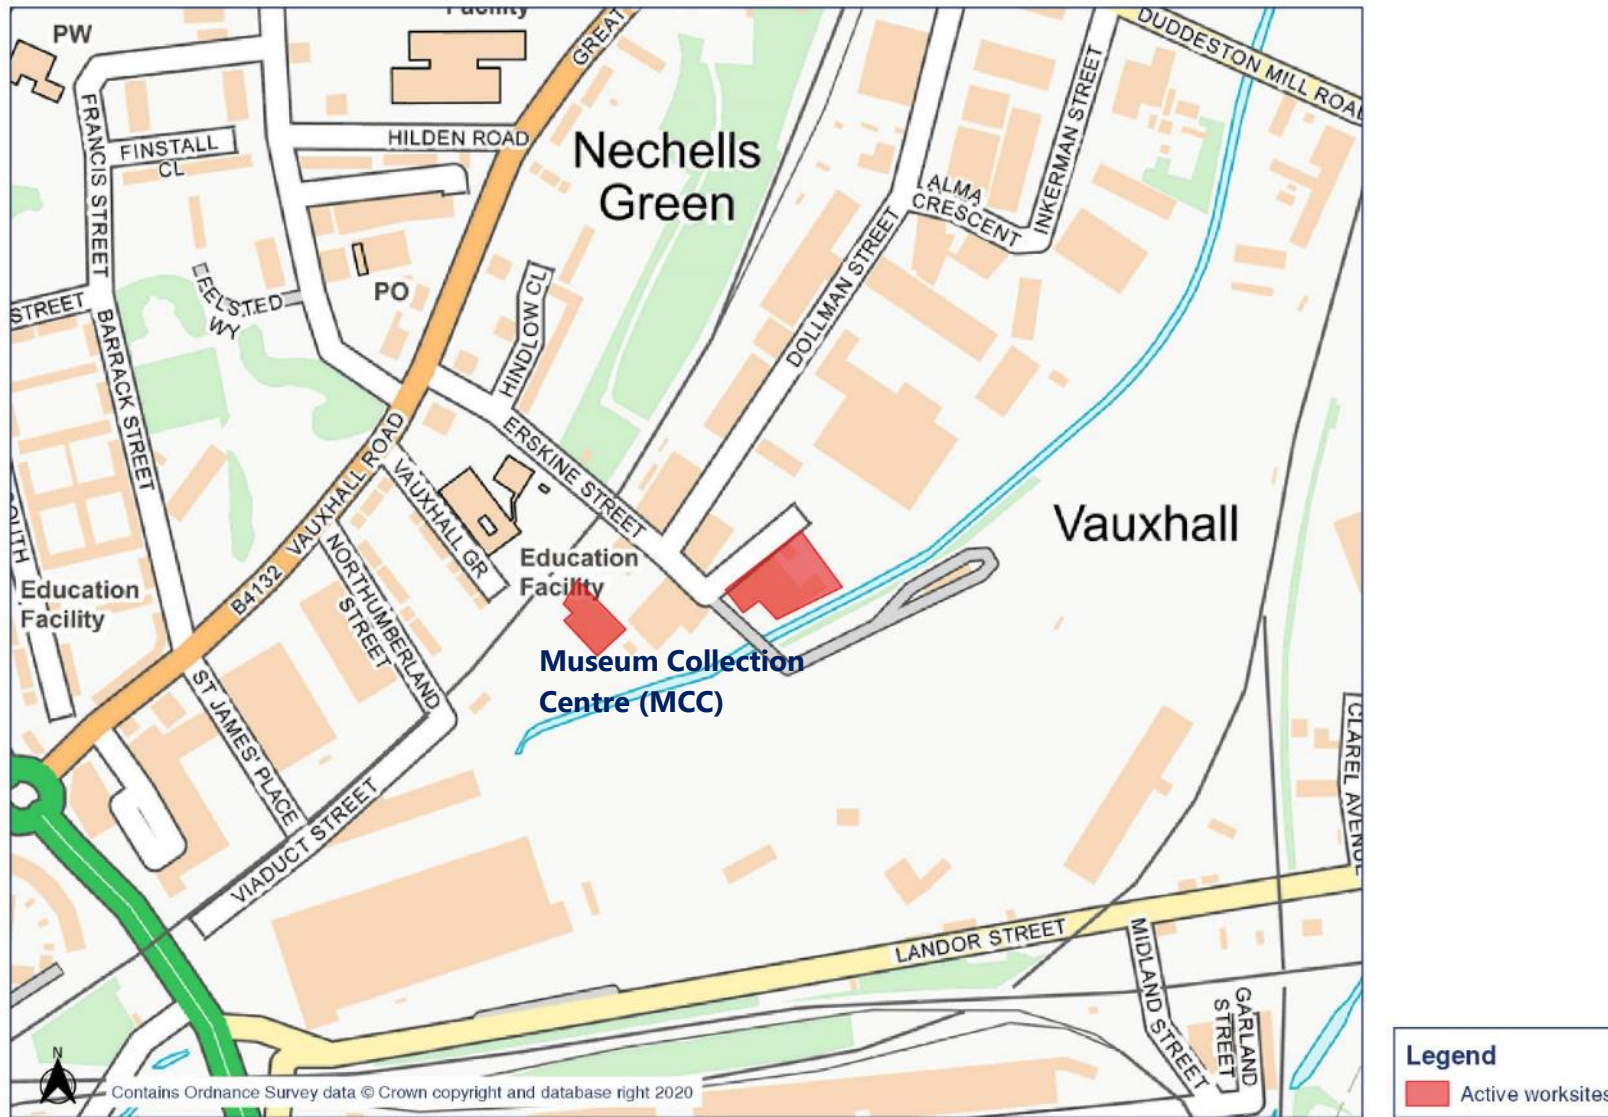 PW
Facility
GREAT
DUDDESTON MILL ROAD
FRANCIS STREET
FINSTALL
CL
HILDEN ROAD
Nechells
Green
ALMA
CRESCENT
INKERMAN STREET
PO
FELSTED
WY
STREET
BARRACK STREET
HINDLOW CL
DOLLMAN STREET
ERSKINE STREET
VAUXHALL GR
B4132 VAUXHALL ROAD
Vauxhall
NORTHUMBERLAND
STREET
Education
Facility
Education
Facility
Museum Collection
Centre (MCC)
ST JAMES' PLACE
VIADUCT STREET
CLAREL AVENUE
LANDOR STREET
MIDLAND STREET
GARLAND
STREET
N
Contains Ordnance Survey data © Crown copyright and database right 2020
Legend
Active worksites